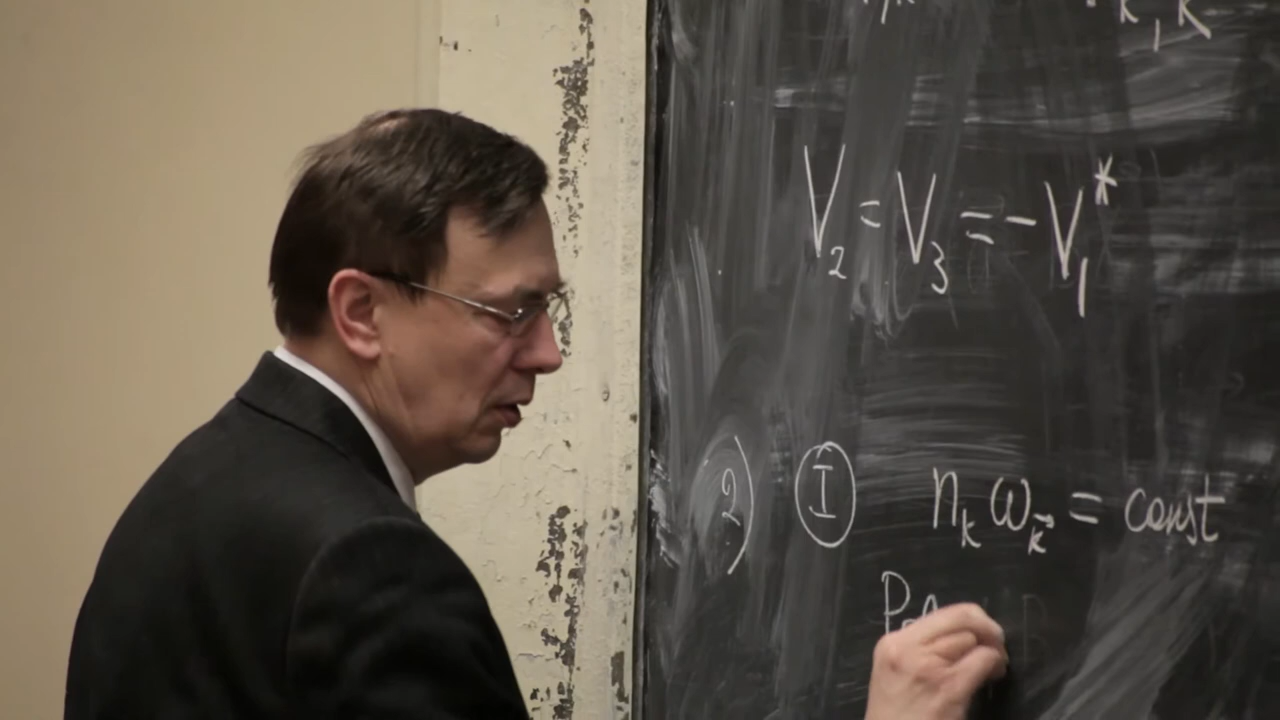 V₂ = V₃ = -V₁*
2) Ⓘ n_k ω_k⃗ = const